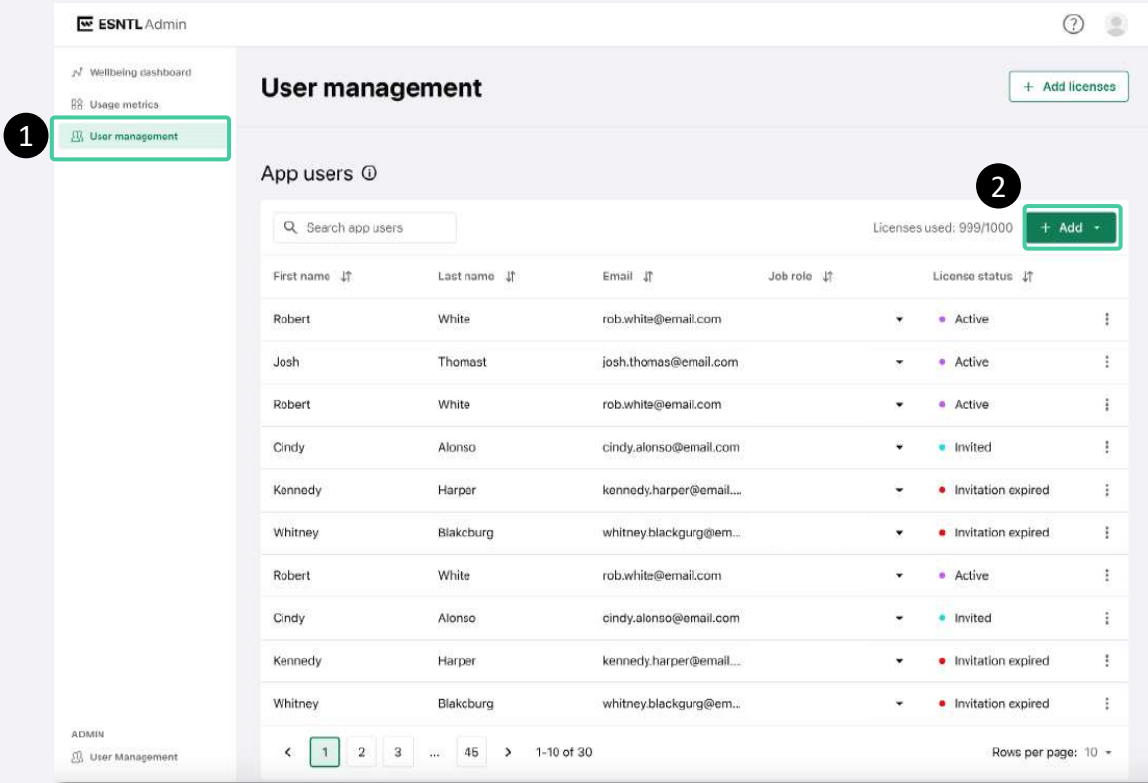 ESNTL Admin
Wellbeing dashboard
Usage metrics
1
User management
User management
+ Add licenses
App users
2
Search app users
Licenses used: 999/1000
+ Add
First name Last name Email Job role License status
Robert White rob.white@email.com Active
Josh Thomast josh.thomas@email.com Active
Robert White rob.white@email.com Active
Cindy Alonso cindy.alonso@email.com Invited
Kennedy Harper kennedy.harper@email.... Invitation expired
Whitney Blakcburg whitney.blackgurg@em... Invitation expired
Robert White rob.white@email.com Active
Cindy Alonso cindy.alonso@email.com Invited
Kennedy Harper kennedy.harper@email.... Invitation expired
Whitney Blakcburg whitney.blackgurg@em... Invitation expired
ADMIN
User Management
< 1 2 3 ... 45 > 1-10 of 30
Rows per page: 10